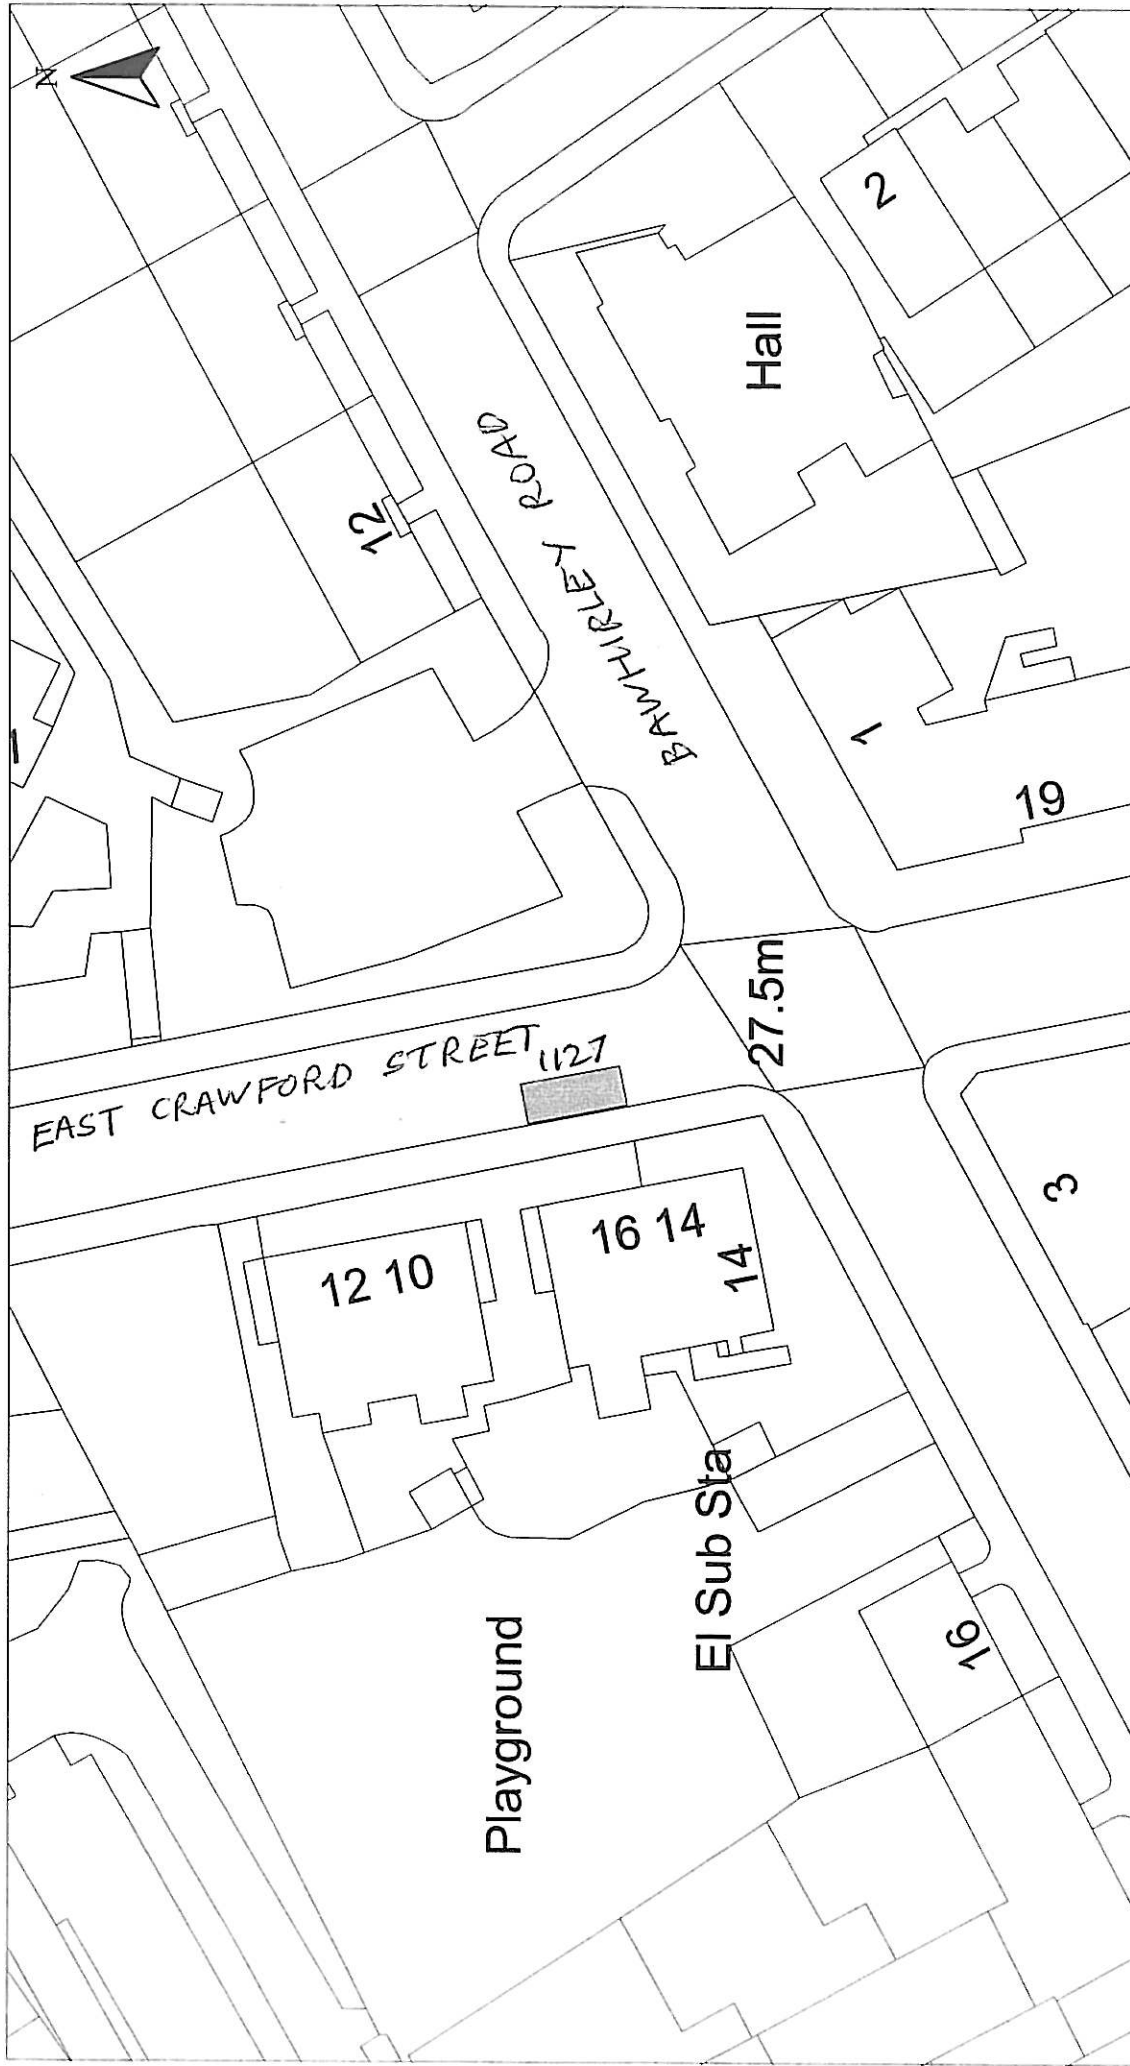 N
12
2
BAWHIRLEY ROAD
Hall
1
19
EAST CRAWFORD STREET
1127
27.5m
12 10
16 14
14
3
El Sub Sta
Playground
16